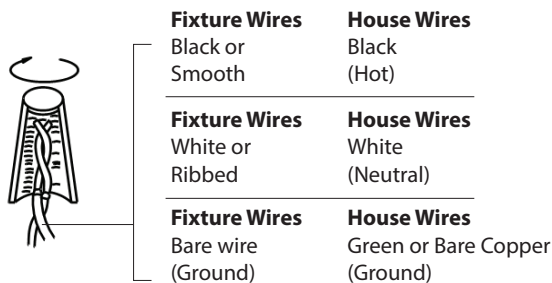 Fixture Wires House Wires
Black or Black
Smooth (Hot)
Fixture Wires House Wires
White or White
Ribbed (Neutral)
Fixture Wires House Wires
Bare wire Green or Bare Copper
(Ground) (Ground)